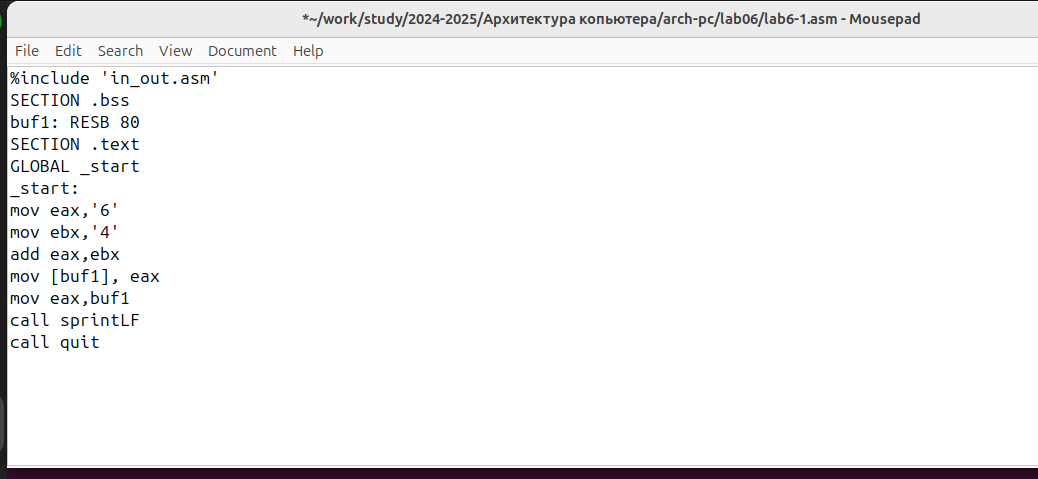 *~/work/study/2024-2025/Архитектура копьютера/arch-pc/lab06/lab6-1.asm - Mousepad
File Edit Search View Document Help
%include 'in_out.asm'
SECTION .bss
buf1: RESB 80
SECTION .text
GLOBAL _start
_start:
mov eax,'6'
mov ebx,'4'
add eax,ebx
mov [buf1], eax
mov eax,buf1
call sprintLF
call quit